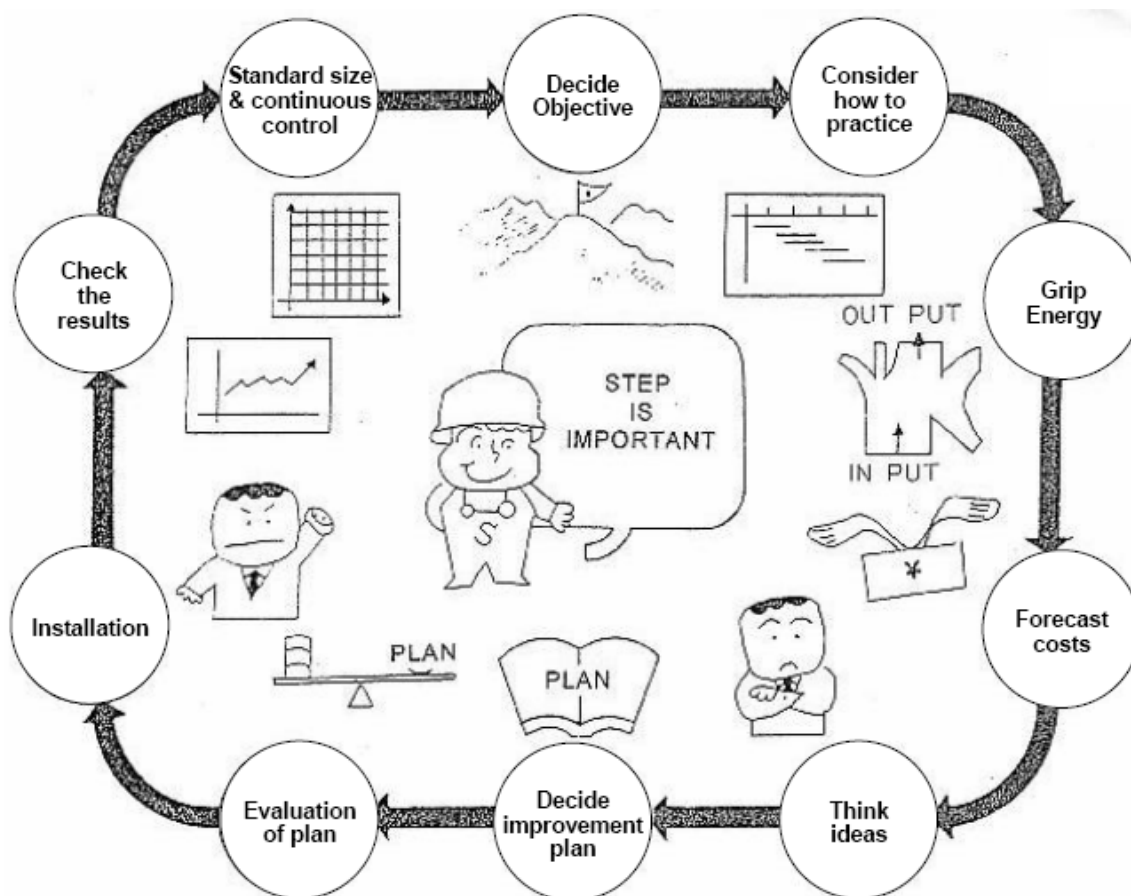 Standard size
& continuous
control
Decide
Objective
Consider
how to
practice
Grip
Energy
Forecast
costs
Think
ideas
Decide
improvement
plan
Evaluation
of plan
Installation
Check
the
results
OUT PUT
IN PUT
STEP
IS
IMPORTANT
S
¥
PLAN
PLAN